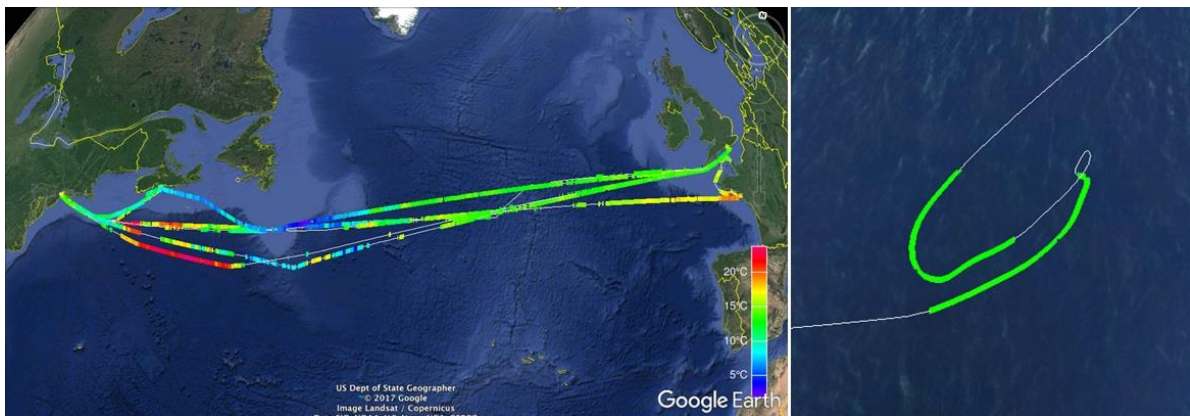 N
20°C
15°C
10°C
5°C
US Dept of State Geographer
© 2017 Google
Image Landsat / Copernicus
Google Earth